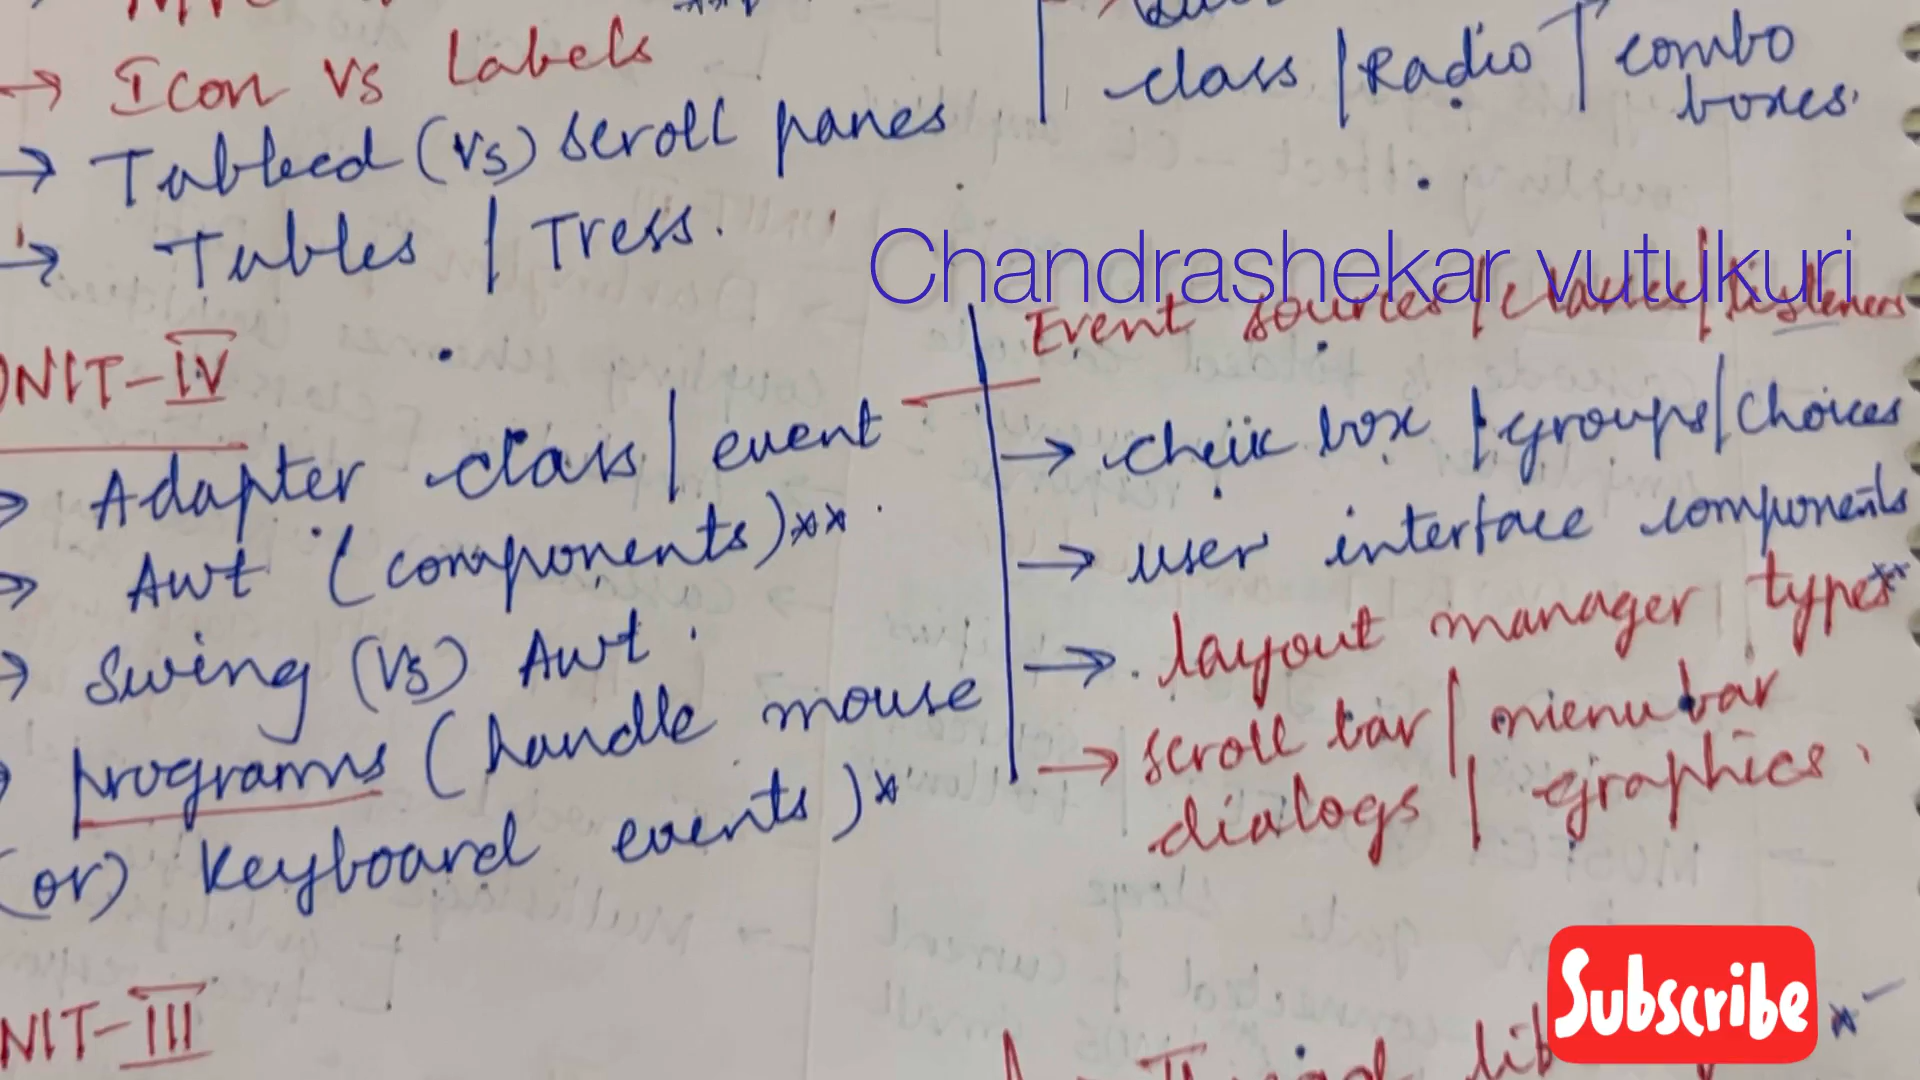 → Icon vs Labels
→ Tabbed (vs) scroll panes
→ Tables | Tress.
class | Radio | combo
boxes.
Chandrashekar vutukuri
UNIT-IV
→ Adapter class | event
→ Awt (components)**
→ Swing (vs) Awt.
programs (handle mouse
(or) Keyboard events)*
Event sources | classes | listeners
→ check box | groups | choices
→ user interface components
→ layout manager types**
→ scroll bar | menubar
dialogs | graphics.
UNIT-III
Subscribe